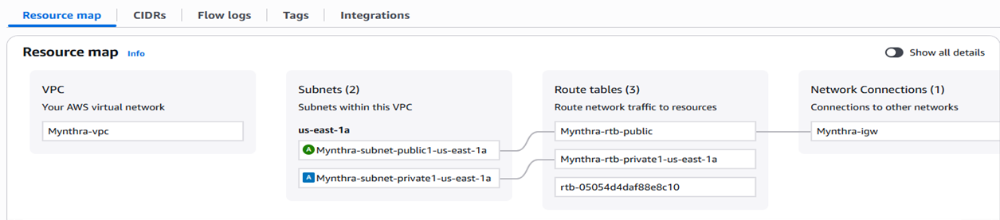 Resource map
CIDRs
Flow logs
Tags
Integrations
Resource map Info
Show all details
VPC
Your AWS virtual network
Mynthra-vpc
Subnets (2)
Subnets within this VPC
us-east-1a
A Mynthra-subnet-public1-us-east-1a
A Mynthra-subnet-private1-us-east-1a
Route tables (3)
Route network traffic to resources
Mynthra-rtb-public
Mynthra-rtb-private1-us-east-1a
rtb-05054d4daf88e8c10
Network Connections (1)
Connections to other networks
Mynthra-igw